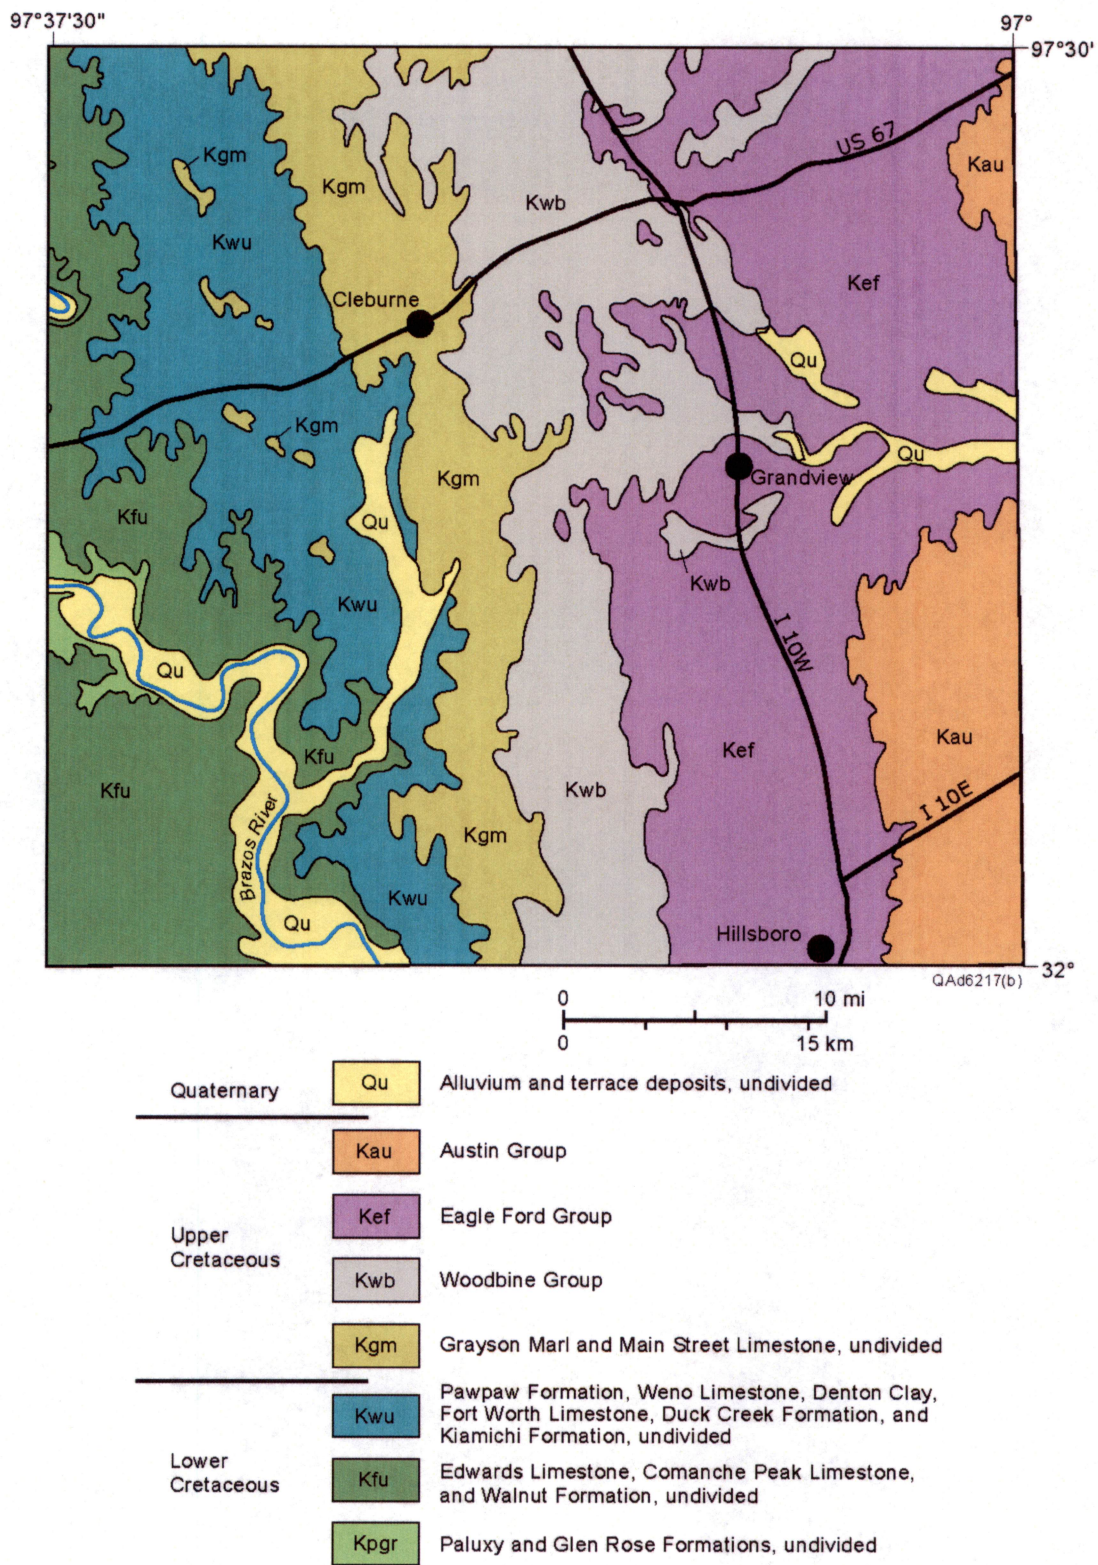 97°37'30"
97°
97°30'
US 67
Kau
Kgm
Kgm
Kwb
Kwu
Kef
Cleburne
Qu
Kgm
Qu
Kgm
Grandview
Kfu
Qu
Kwb
Kwu
I 10W
Qu
Kau
Kef
Kfu
Kfu
Kwb
I 10E
Kgm
Brazos River
Kwu
Qu
Hillsboro
32°
QAd6217(b)
0 10 mi
0 15 km
Quaternary
Qu Alluvium and terrace deposits, undivided
Kau Austin Group
Kef Eagle Ford Group
Upper
Cretaceous
Kwb Woodbine Group
Kgm Grayson Marl and Main Street Limestone, undivided
Kwu Pawpaw Formation, Weno Limestone, Denton Clay,
Fort Worth Limestone, Duck Creek Formation, and
Kiamichi Formation, undivided
Lower
Cretaceous
Kfu Edwards Limestone, Comanche Peak Limestone,
and Walnut Formation, undivided
Kpgr Paluxy and Glen Rose Formations, undivided